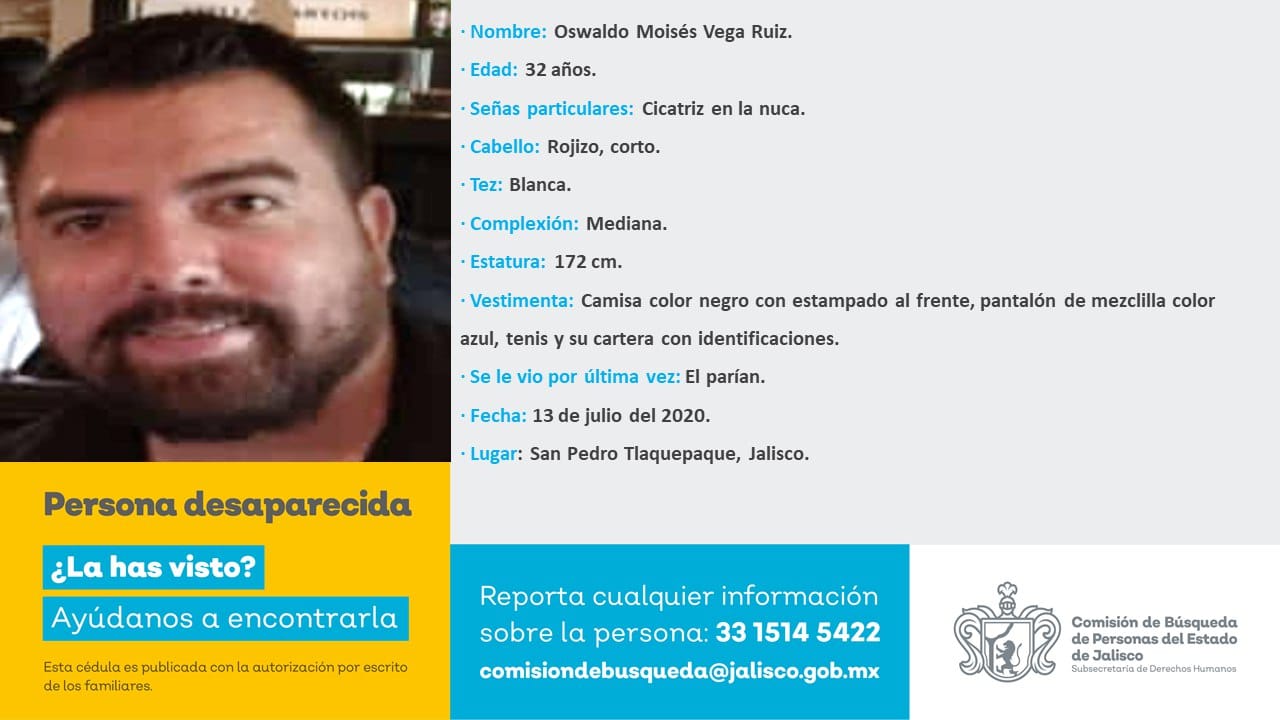 · Nombre: Oswaldo Moisés Vega Ruiz.
· Edad: 32 años.
· Señas particulares: Cicatriz en la nuca.
· Cabello: Rojizo, corto.
· Tez: Blanca.
· Complexión: Mediana.
· Estatura: 172 cm.
· Vestimenta: Camisa color negro con estampado al frente, pantalón de mezclilla color
azul, tenis y su cartera con identificaciones.
· Se le vio por última vez: El parían.
· Fecha: 13 de julio del 2020.
· Lugar: San Pedro Tlaquepaque, Jalisco.
Persona desaparecida
¿La has visto?
Ayúdanos a encontrarla
Esta cédula es publicada con la autorización por escrito
de los familiares.
Reporta cualquier información
sobre la persona: 33 1514 5422
comisiondebusqueda@jalisco.gob.mx
Comisión de Búsqueda
de Personas del Estado
de Jalisco
Subsecretaría de Derechos Humanos